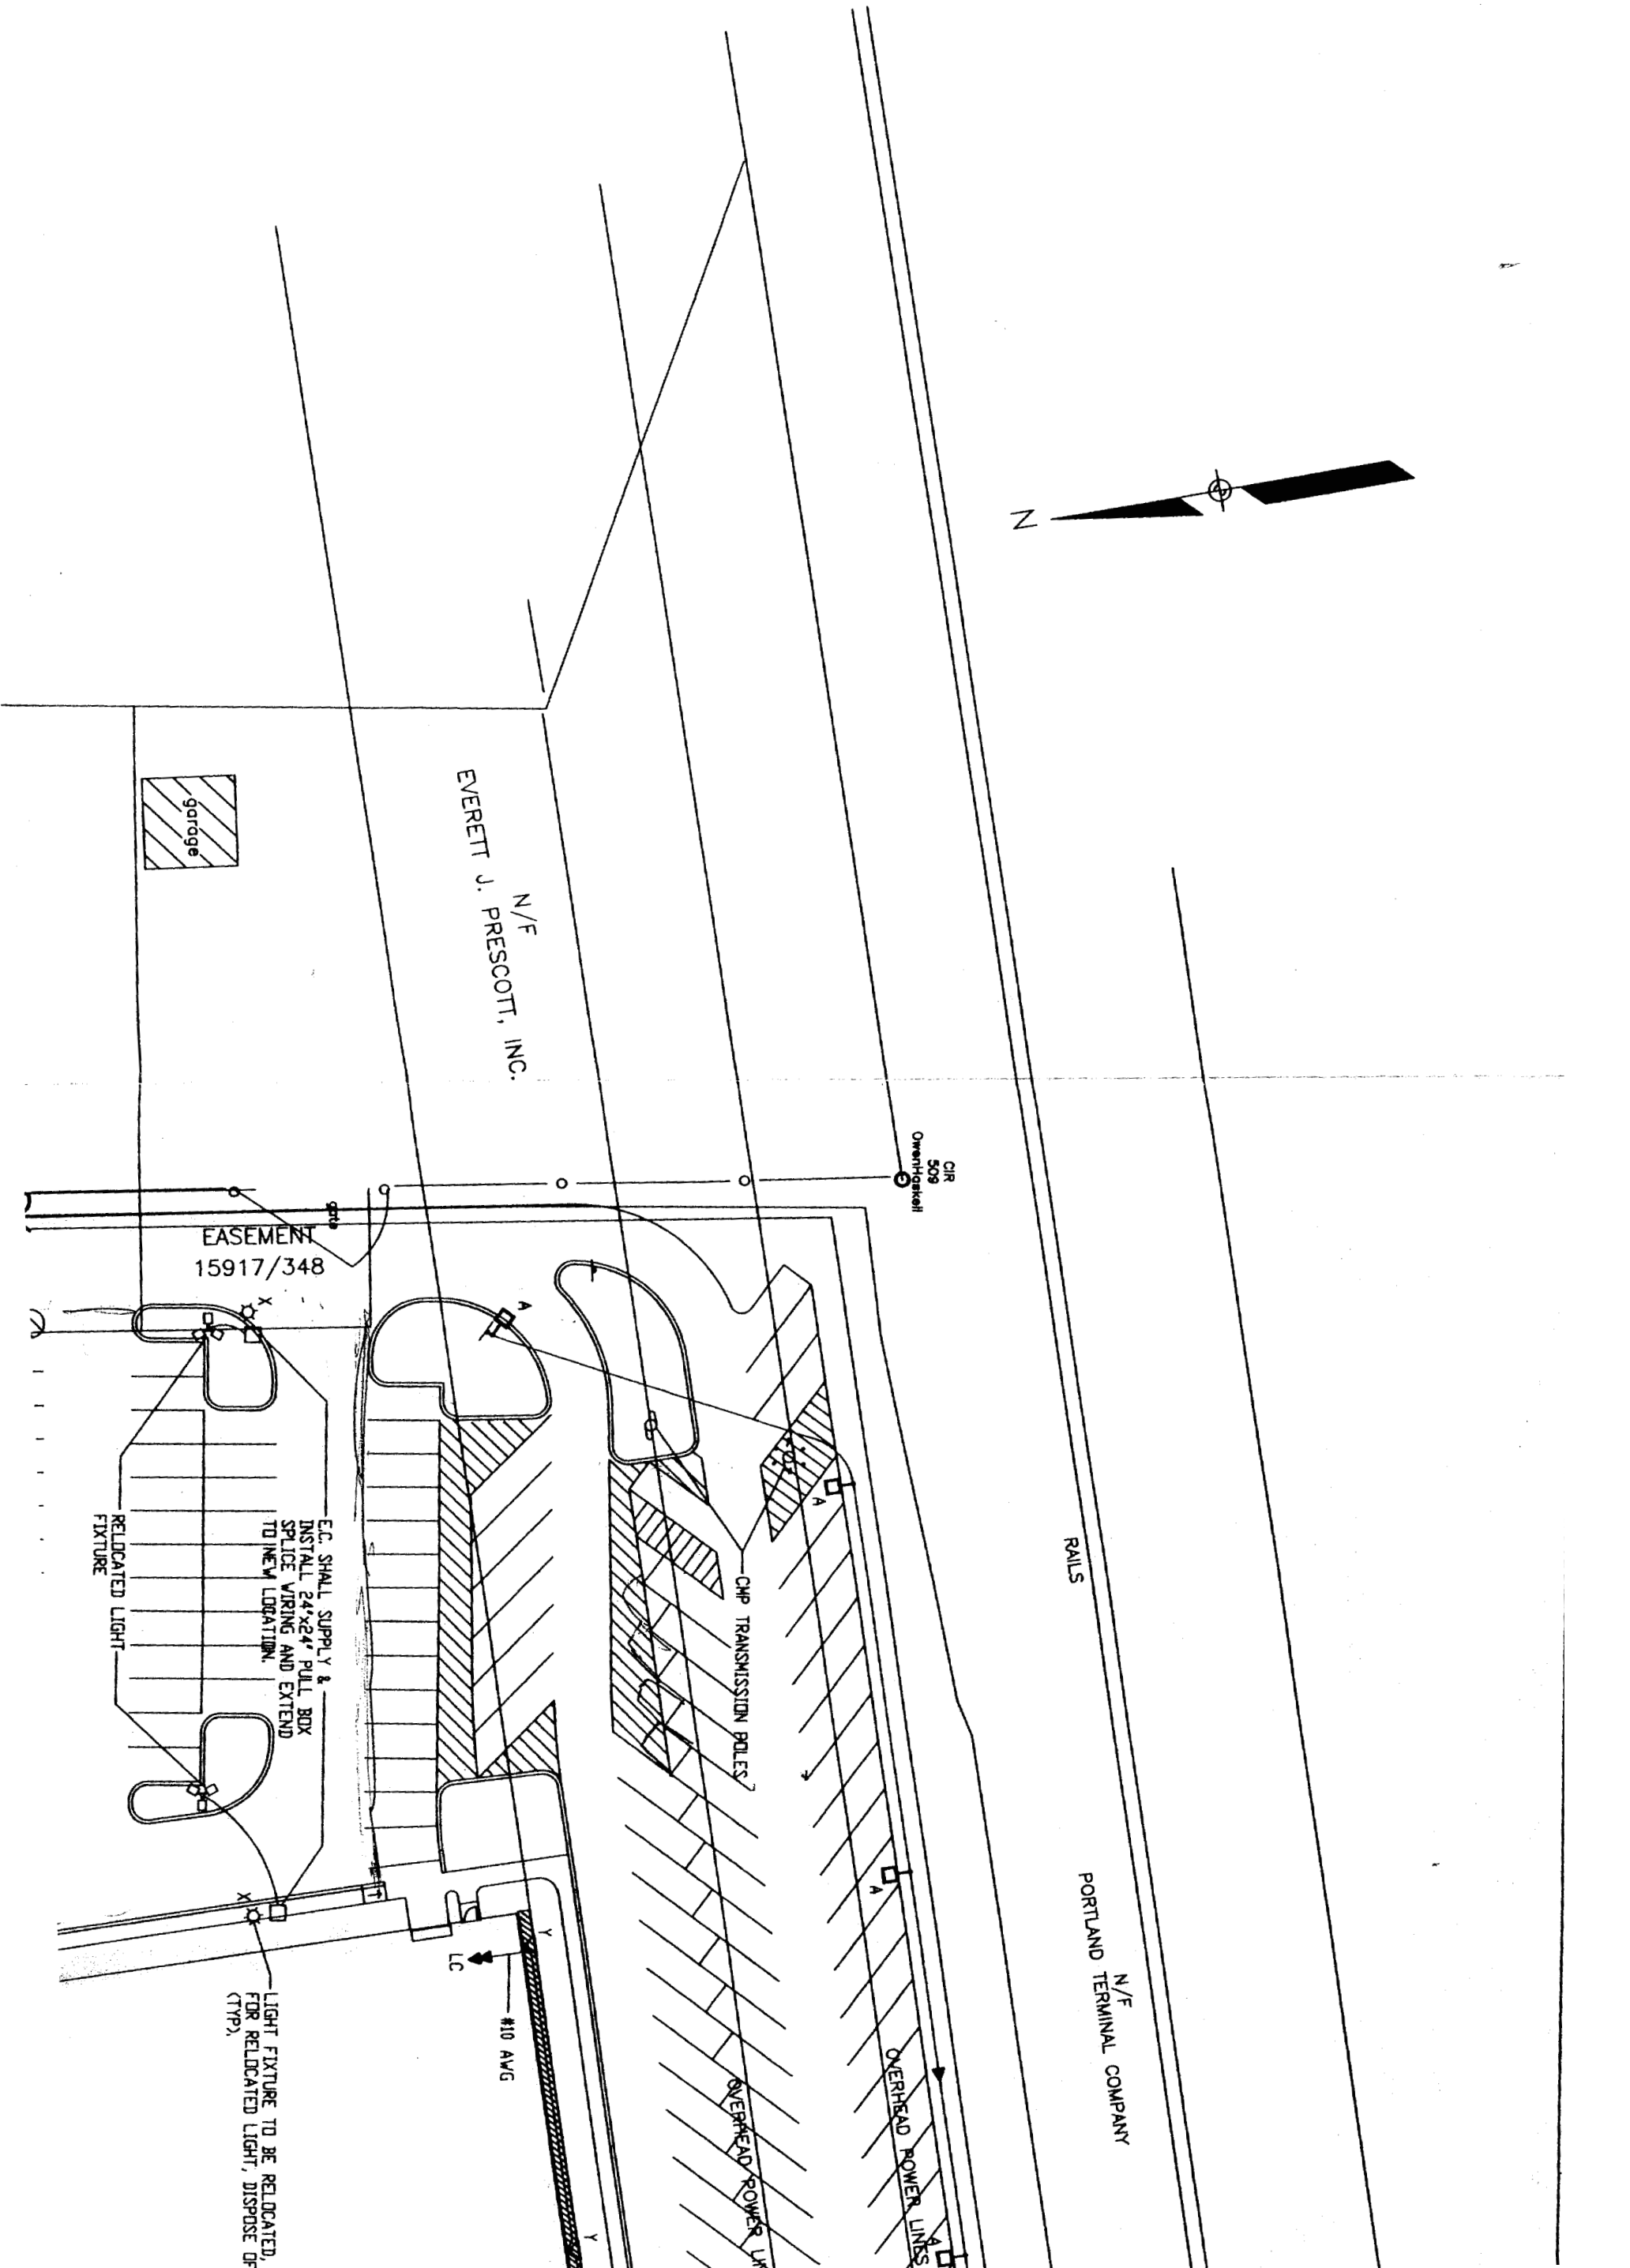 N
garage
N/F
EVERETT J. PRESCOTT, INC.
CIR
509
OwenHaskell
gate
EASEMENT
15917/348
X
A
A
RAILS
E.C. SHALL SUPPLY &
INSTALL 24"x24" PULL BOX
SPLICE WIRING AND EXTEND
TO NEW LOCATION.
RELOCATED LIGHT
FIXTURE
CMP TRANSMISSION POLES
A
N/F
PORTLAND TERMINAL COMPANY
T
X
Y
LC
#10 AWG
LIGHT FIXTURE TO BE RELOCATED,
FOR RELOCATED LIGHT, DISPOSE OF
(TYP).
OVERHEAD POWER LINES
OVERHEAD POWER LI
A
Y